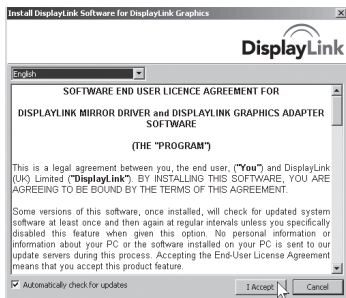 Install DisplayLink Software for DisplayLink Graphics
DisplayLink
English
SOFTWARE END USER LICENCE AGREEMENT FOR
DISPLAYLINK MIRROR DRIVER and DISPLAYLINK GRAPHICS ADAPTER
SOFTWARE
(THE "PROGRAM")
This is a legal agreement between you, the end user, ("You") and DisplayLink
(UK) Limited ("DisplayLink"). BY INSTALLING THIS SOFTWARE, YOU ARE
AGREEING TO BE BOUND BY THE TERMS OF THIS AGREEMENT.
Some versions of this software, once installed, will check for updated system
software at least once and then again at regular intervals unless you specifically
disabled this feature when given this option. No personal information or
information about your PC or the software installed on your PC is sent to our
update servers during this process. Accepting the End-User License Agreement
means that you accept this product feature.
Automatically check for updates
I Accept
Cancel